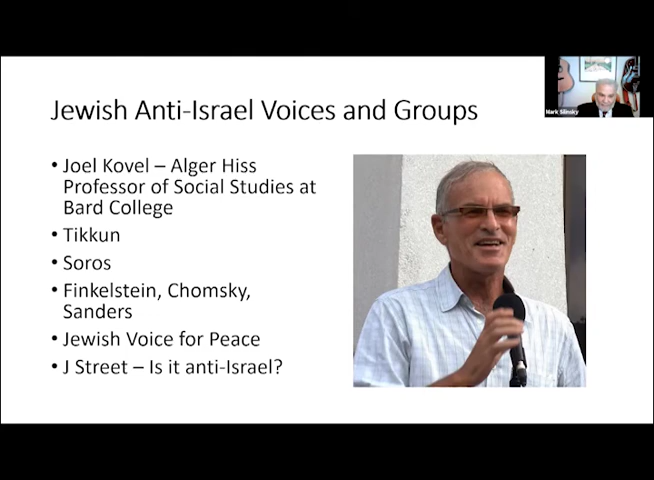 Jewish Anti-Israel Voices and Groups
Mark Silinsky
• Joel Kovel – Alger Hiss
Professor of Social Studies at
Bard College
• Tikkun
• Soros
• Finkelstein, Chomsky,
Sanders
• Jewish Voice for Peace
• J Street – Is it anti-Israel?